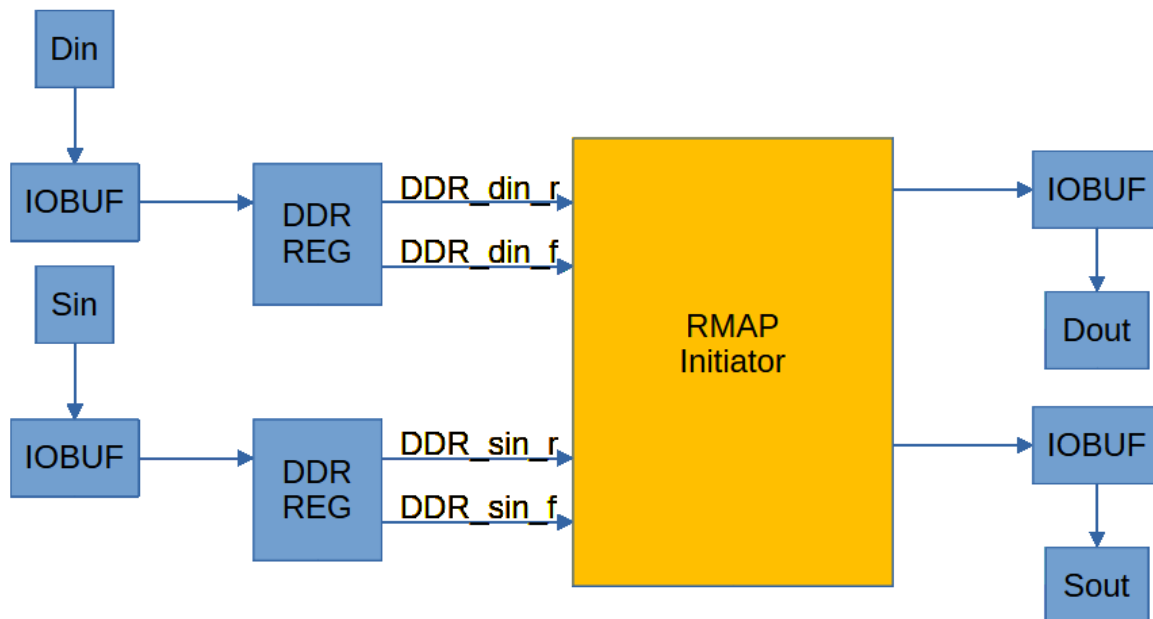 Din
IOBUF
DDR
REG
DDR_din_r
DDR_din_f
Sin
IOBUF
DDR
REG
DDR_sin_r
DDR_sin_f
RMAP
Initiator
IOBUF
Dout
IOBUF
Sout